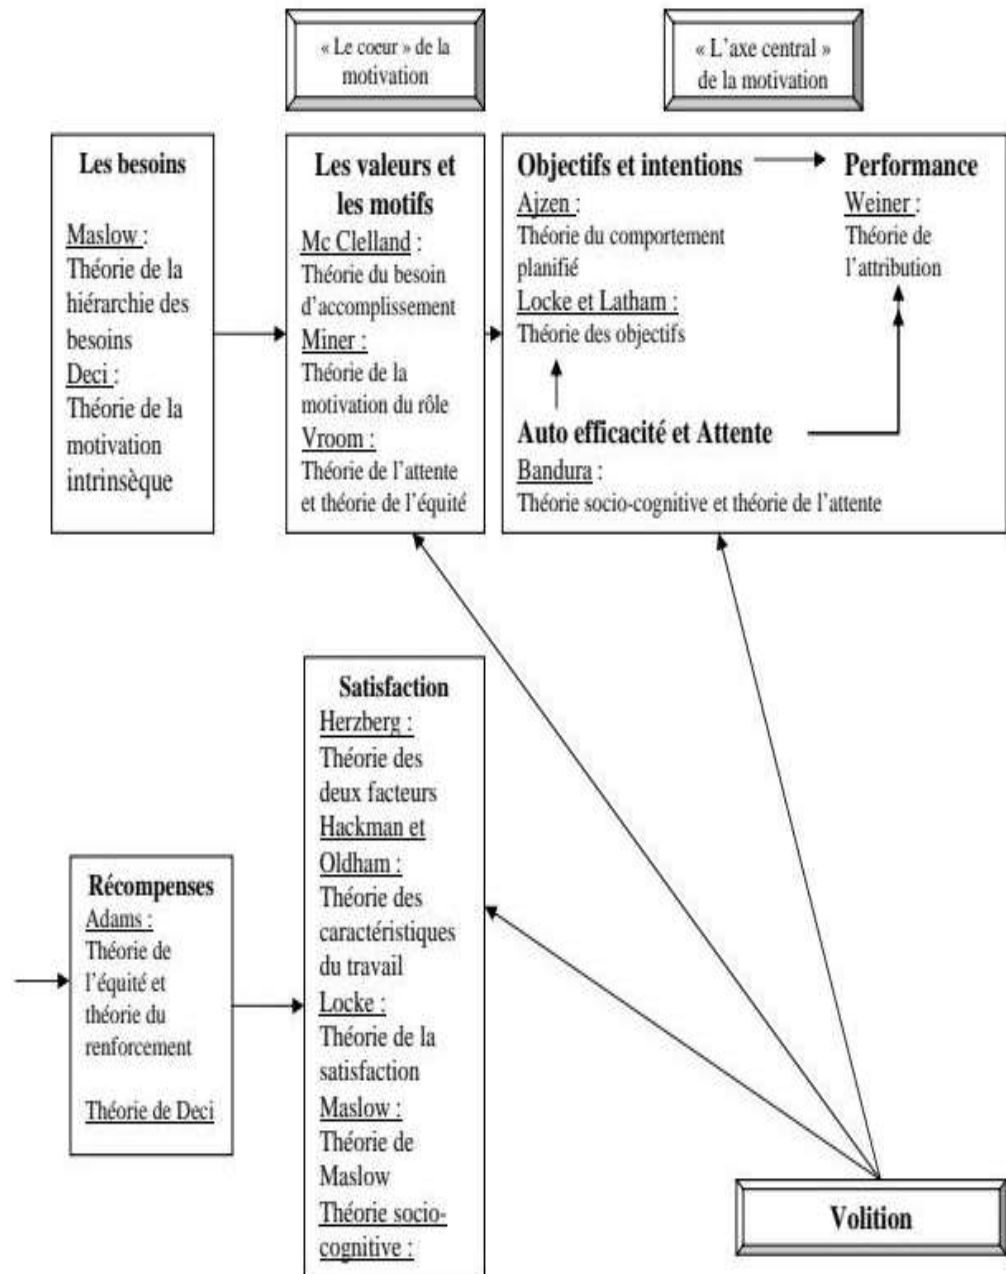 « Le coeur » de la
motivation
« L'axe central »
de la motivation
Les besoins
Maslow :
Théorie de la
hiérarchie des
besoins
Deci :
Théorie de la
motivation
intrinsèque
Les valeurs et
les motifs
Mc Clelland :
Théorie du besoin
d'accomplissement
Miner :
Théorie de la
motivation du rôle
Vroom :
Théorie de l'attente
et théorie de l'équité
Objectifs et intentions
Ajzen :
Théorie du comportement
planifié
Locke et Latham :
Théorie des objectifs
Performance
Weiner :
Théorie de
l'attribution
Auto efficacité et Attente
Bandura :
Théorie socio-cognitive et théorie de l'attente
Récompenses
Adams :
Théorie de
l'équité et
théorie du
renforcement
Théorie de Deci
Satisfaction
Herzberg :
Théorie des
deux facteurs
Hackman et
Oldham :
Théorie des
caractéristiques
du travail
Locke :
Théorie de la
satisfaction
Maslow :
Théorie de
Maslow
Théorie socio-
cognitive :
Volition